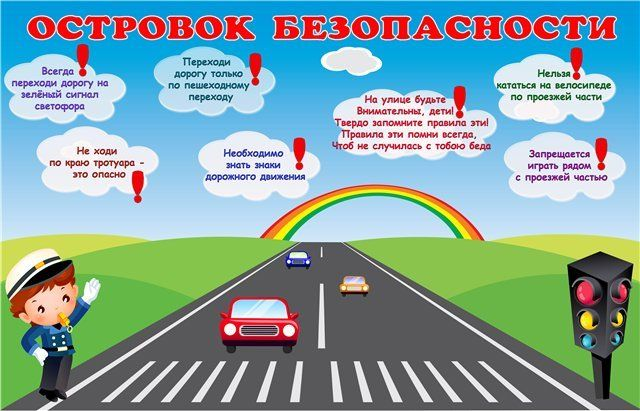 ОСТРОВОК БЕЗОПАСНОСТИ
Всегда
переходи дорогу на
зелёный сигнал
светофора
Переходи
дорогу только
по пешеходному
переходу
На улице будьте
Внимательны, дети!
Твердо запомните правила эти!
Правила эти помни всегда,
Чтоб не случилась с тобою беда
Нельзя
кататься на велосипеде
по проезжей части
Не ходи
по краю тротуара -
это опасно
Необходимо
знать знаки
дорожного движения
Запрещается
играть рядом
с проезжей частью